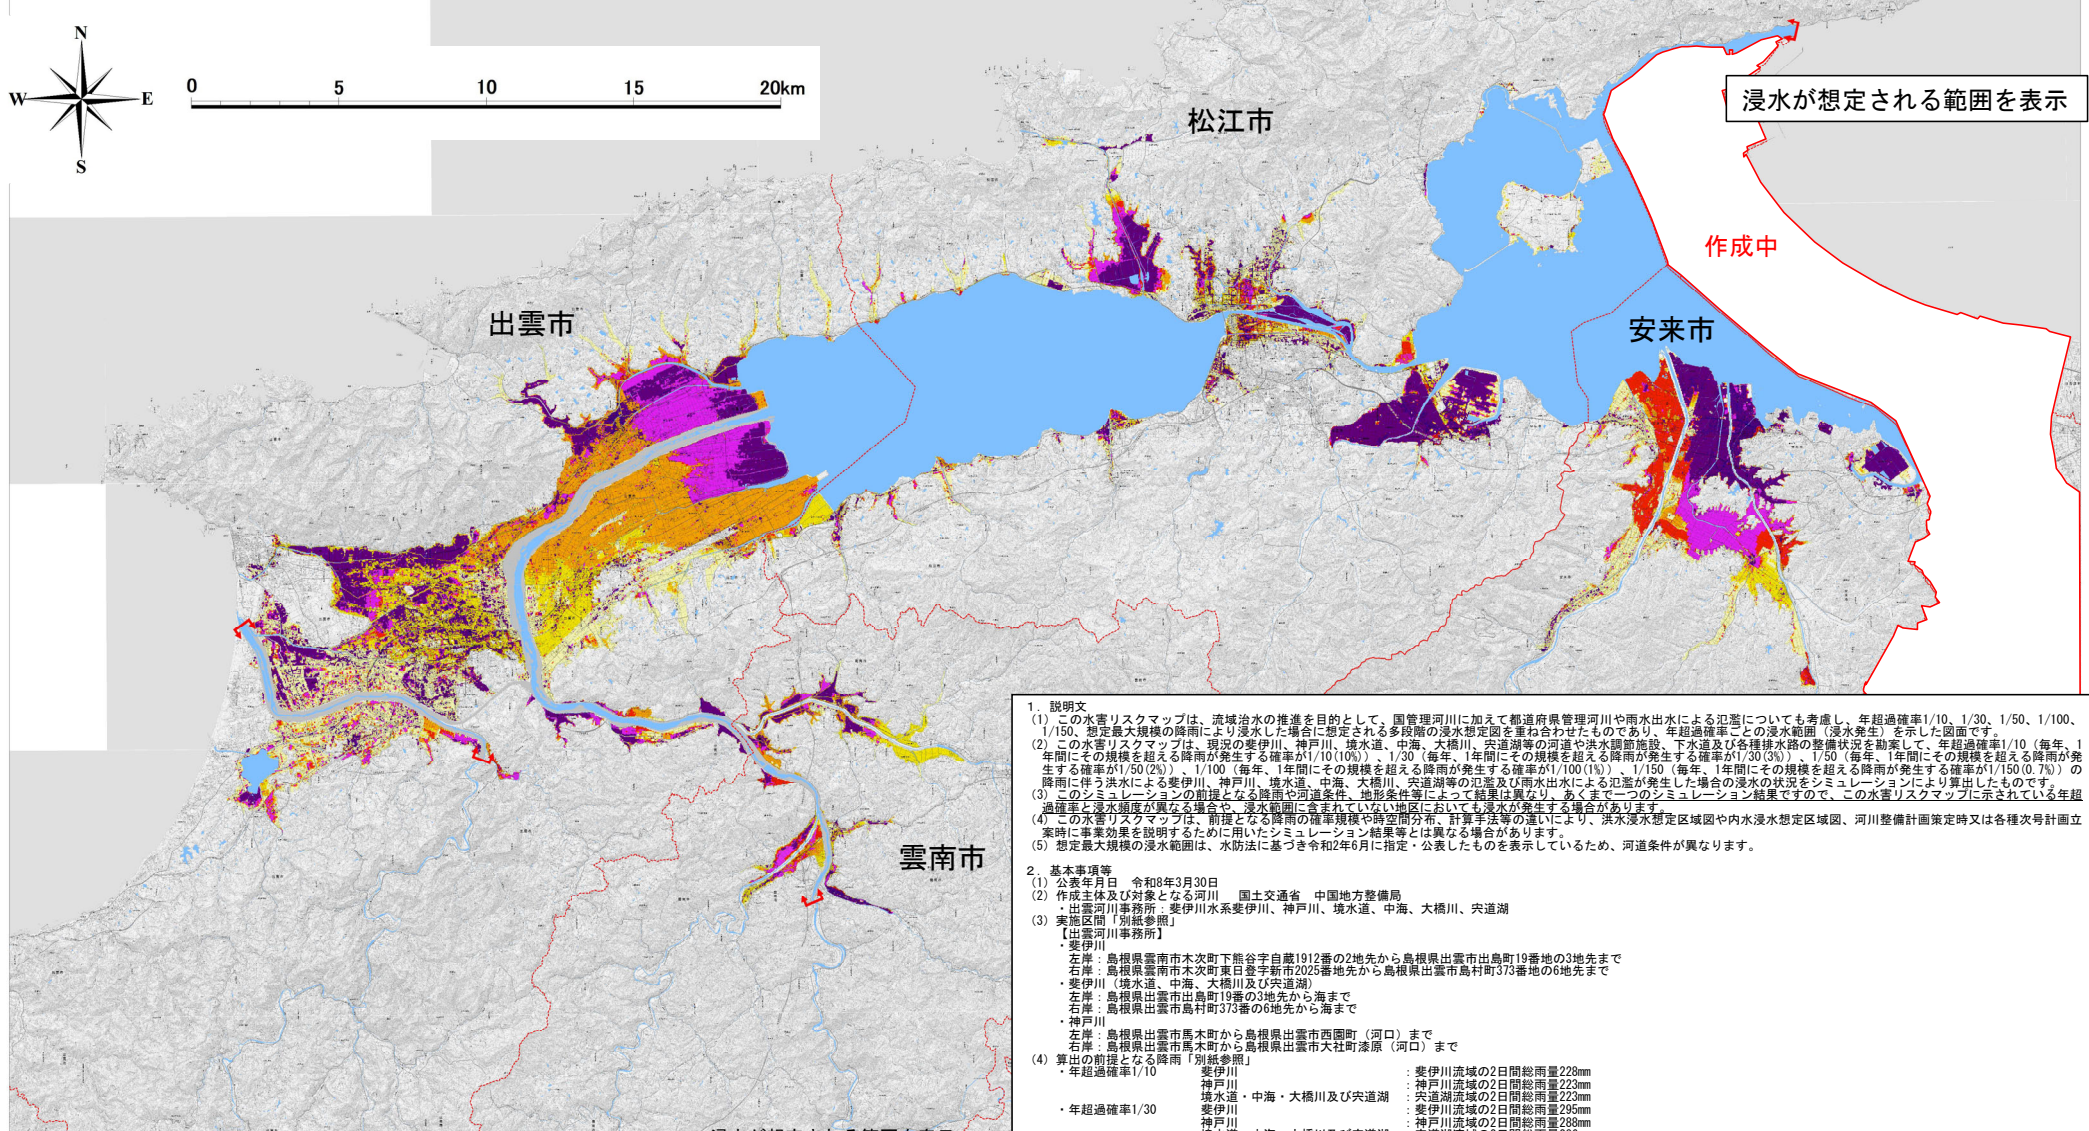 N
W
E
S
0 5 10 15 20km
浸水が想定される範囲を表示
松江市
作成中
出雲市
安来市
雲南市
1. 説明文
(1) この水害リスクマップは、流域治水の推進を目的として、国管理河川に加えて都道府県管理河川や雨水出水による氾濫についても考慮し、年超過確率1/10、1/30、1/50、1/100、
1/150、想定最大規模の降雨により浸水した場合に想定される多段階の浸水想定図を重ね合わせたものであり、年超過確率ごとの浸水範囲（浸水発生）を示した図面です。
(2) この水害リスクマップは、現況の斐伊川、神戸川、境水道、中海、大橋川、宍道湖等の河道や洪水調節施設、下水道及び各種排水路の整備状況を勘案して、年超過確率1/10（毎年、1
年間にその規模を超える降雨が発生する確率が1/10(10%)）、1/30（毎年、1年間にその規模を超える降雨が発生する確率が1/30(3%)）、1/50（毎年、1年間にその規模を超える降雨が発
生する確率が1/50(2%)）、1/100（毎年、1年間にその規模を超える降雨が発生する確率が1/100(1%)）、1/150（毎年、1年間にその規模を超える降雨が発生する確率が1/150(0.7%)）の
降雨に伴う洪水による斐伊川、神戸川、境水道、中海、大橋川、宍道湖等の氾濫及び雨水出水による氾濫が発生した場合の浸水の状況をシミュレーションにより算出したものです。
(3) このシミュレーションの前提となる降雨や河道条件、地形条件等によって結果は異なり、あくまで一つのシミュレーション結果ですので、この水害リスクマップに示されている年超
過確率と浸水頻度が異なる場合や、浸水範囲に含まれていない地区においても浸水が発生する場合があります。
(4) この水害リスクマップは、前提となる降雨の確率規模や時空間分布、計算手法等の違いにより、洪水浸水想定区域図や内水浸水想定区域図、河川整備計画策定時又は各種次号計画立
案時に事業効果を説明するために用いたシミュレーション結果等とは異なる場合があります。
(5) 想定最大規模の浸水範囲は、水防法に基づき令和2年6月に指定・公表したものを表示しているため、河道条件が異なります。
2. 基本事項等
(1) 公表年月日 令和8年3月30日
(2) 作成主体及び対象となる河川 国土交通省 中国地方整備局
・出雲河川事務所：斐伊川水系斐伊川、神戸川、境水道、中海、大橋川、宍道湖
(3) 実施区間「別紙参照」
【出雲河川事務所】
・斐伊川
左岸：島根県雲南市木次町下熊谷字自蔵1912番の2地先から島根県出雲市出島町19番地の3地先まで
右岸：島根県雲南市木次町東日登字新市2025番地先から島根県出雲市島村町373番地の6地先まで
・斐伊川（境水道、中海、大橋川及び宍道湖）
左岸：島根県出雲市出島町19番の3地先から海まで
右岸：島根県出雲市島村町373番の6地先から海まで
・神戸川
左岸：島根県出雲市馬木町から島根県出雲市西園町（河口）まで
右岸：島根県出雲市馬木町から島根県出雲市大社町漆原（河口）まで
(4) 算出の前提となる降雨「別紙参照」
・年超過確率1/10 斐伊川 ：斐伊川流域の2日間総雨量228mm
神戸川 ：神戸川流域の2日間総雨量223mm
境水道・中海・大橋川及び宍道湖 ：宍道湖流域の2日間総雨量223mm
・年超過確率1/30 斐伊川 ：斐伊川流域の2日間総雨量295mm
神戸川 ：神戸川流域の2日間総雨量288mm